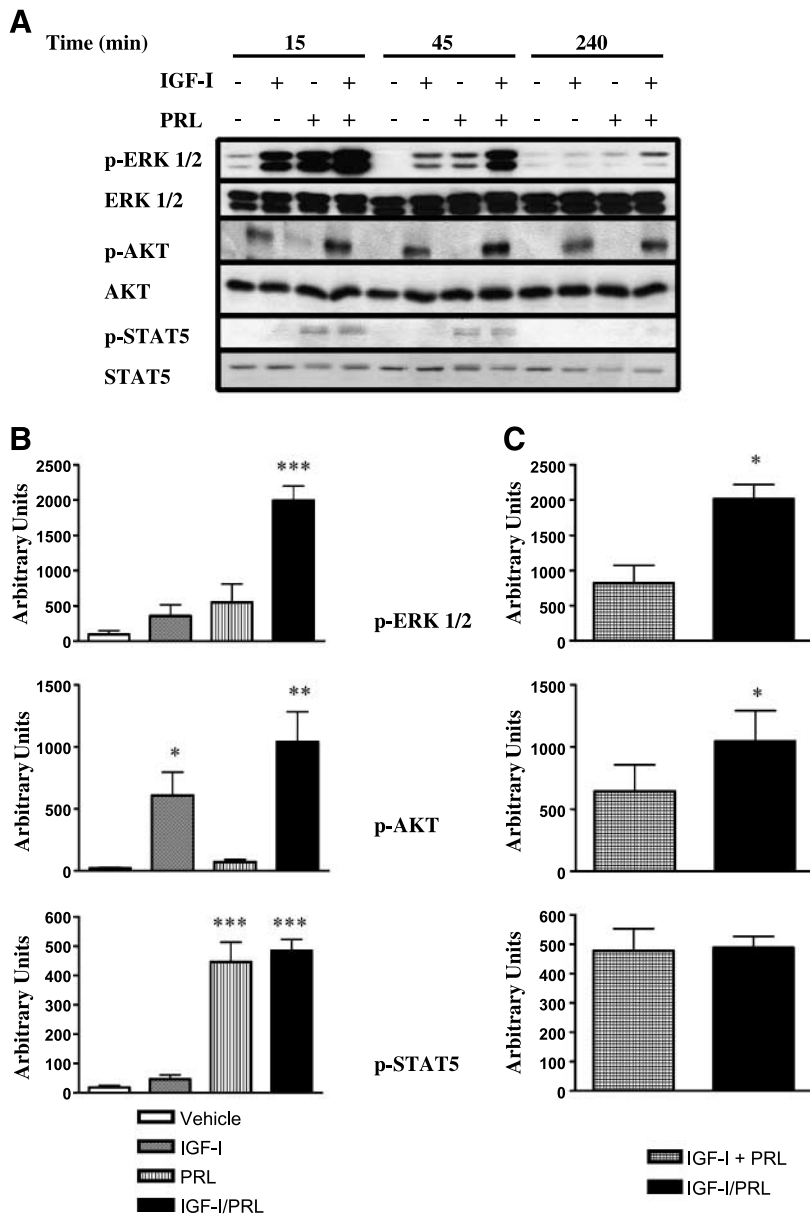 A
Time (min) 15 45 240
IGF-I - + - + - + - + - + - +
PRL - - + + - - + + - - + +
p-ERK 1/2
ERK 1/2
p-AKT
AKT
p-STAT5
STAT5
B
Arbitrary Units
2500
2000
1500
1000
500
0
***
p-ERK 1/2
C
Arbitrary Units
2500
2000
1500
1000
500
0
*
Arbitrary Units
1500
1000
500
0
*
**
p-AKT
Arbitrary Units
1500
1000
500
0
*
Arbitrary Units
600
500
400
300
200
100
0
***
***
p-STAT5
Arbitrary Units
600
500
400
300
200
100
0
Vehicle
IGF-I
PRL
IGF-I/PRL
IGF-I + PRL
IGF-I/PRL